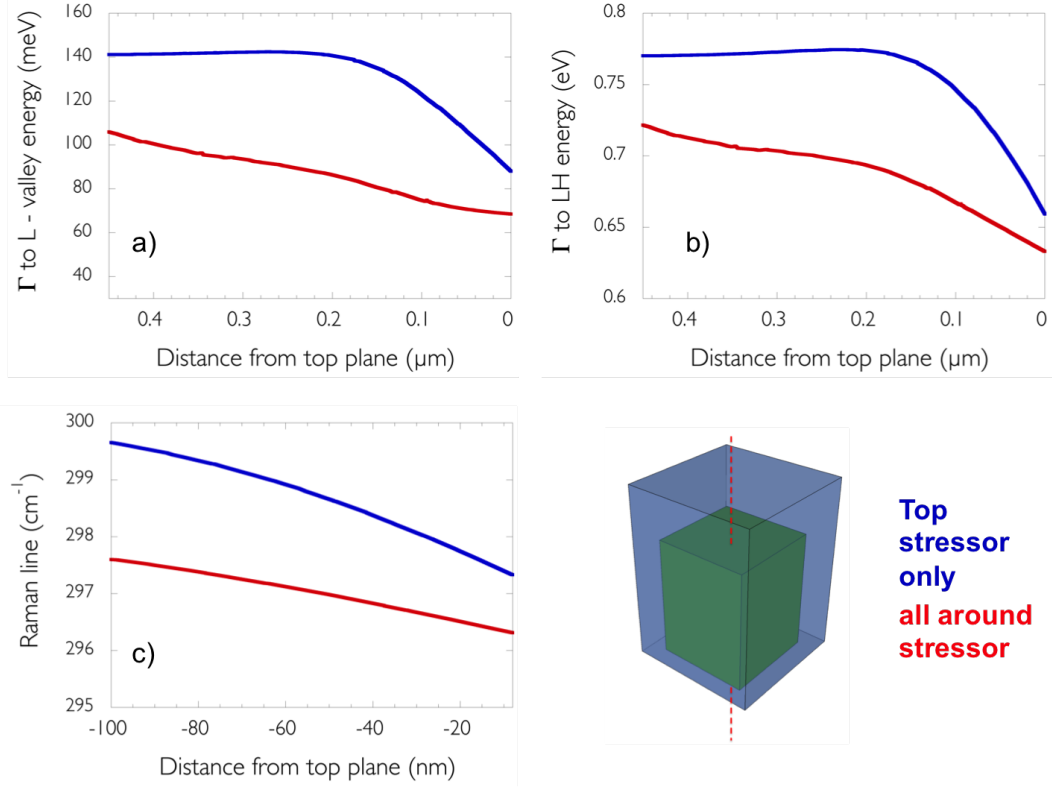 160
140
120
100
80
60
40
Γ to L - valley energy (meV)
a)
0.4
0.3
0.2
0.1
0
Distance from top plane (μm)
0.8
0.75
0.7
0.65
0.6
Γ to LH energy (eV)
b)
0.4
0.3
0.2
0.1
0
Distance from top plane (μm)
300
299
298
297
296
295
Raman line (cm-1)
c)
-100
-80
-60
-40
-20
Distance from top plane (nm)
Top
stressor
only
all around
stressor